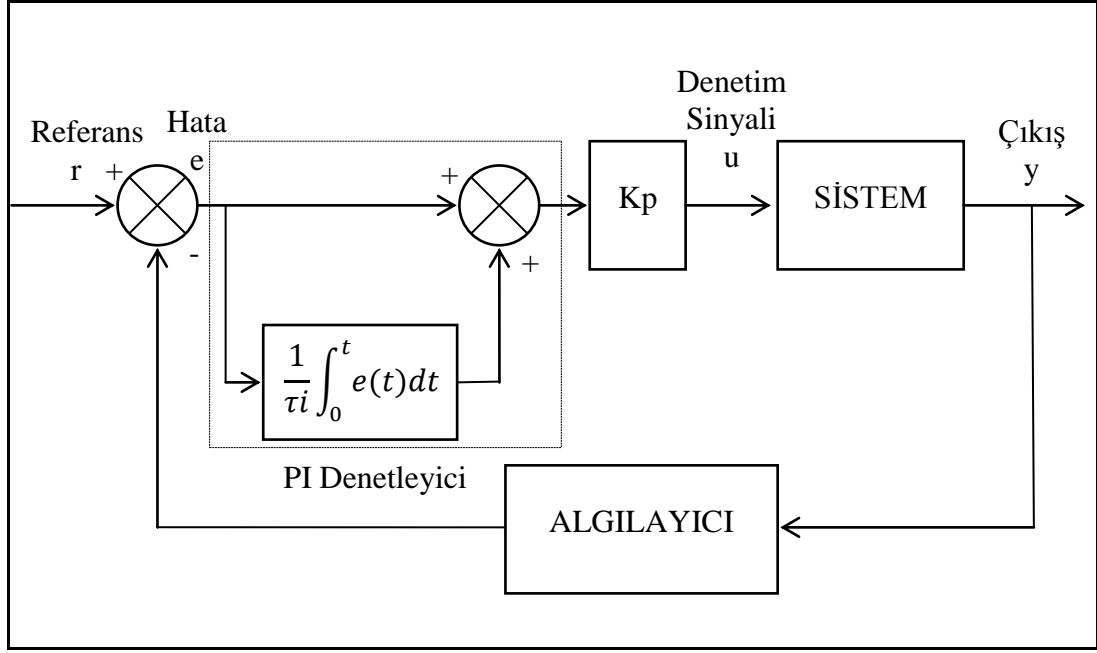 Denetim
Sinyali
u
Referans
r
Hata
e
+
-
+
+
Kp
SİSTEM
Çıkış
y
1/τi ∫₀ᵗ e(t)dt
PI Denetleyici
ALGILAYICI